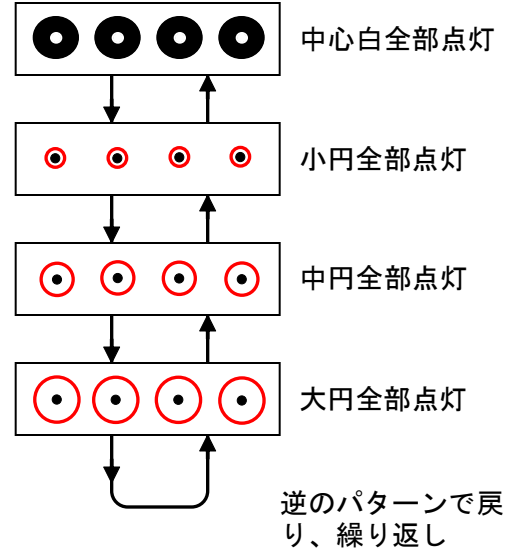 中心白全部点灯
小円全部点灯
中円全部点灯
大円全部点灯
逆のパターンで戻
り、繰り返し